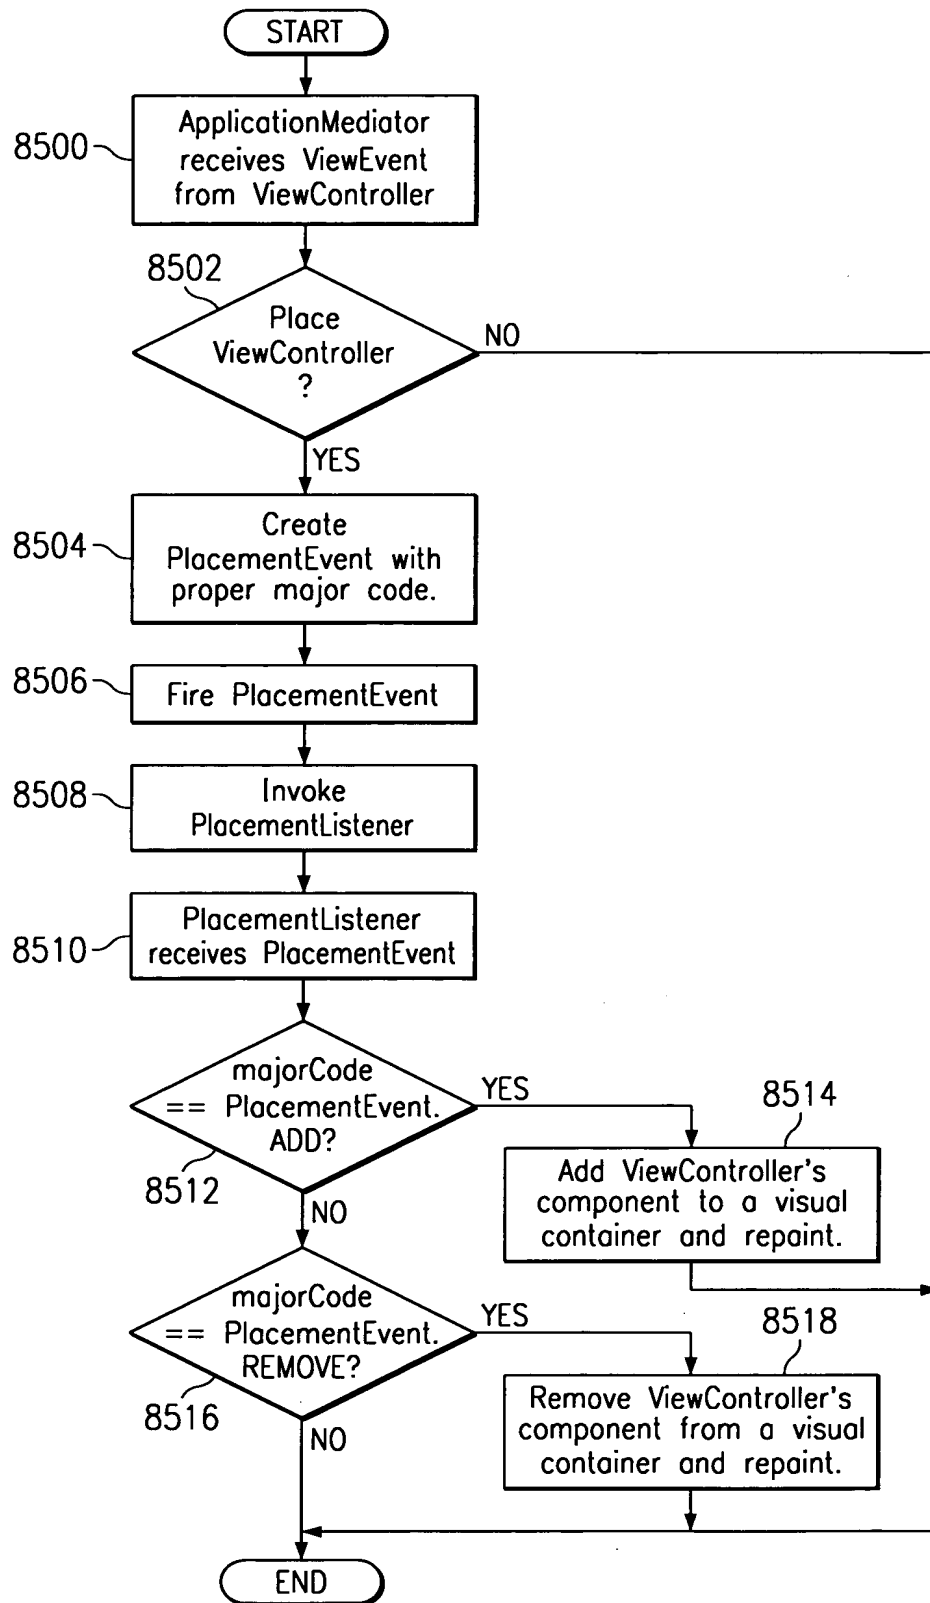 START
8500
ApplicationMediator
receives ViewEvent
from ViewController
8502
Place
ViewController
?
NO
YES
8504
Create
PlacementEvent with
proper major code.
8506
Fire PlacementEvent
8508
Invoke
PlacementListener
8510
PlacementListener
receives PlacementEvent
majorCode
== PlacementEvent.
ADD?
YES
8512
NO
8514
Add ViewController's
component to a visual
container and repaint.
majorCode
== PlacementEvent.
REMOVE?
YES
8516
NO
8518
Remove ViewController's
component from a visual
container and repaint.
END